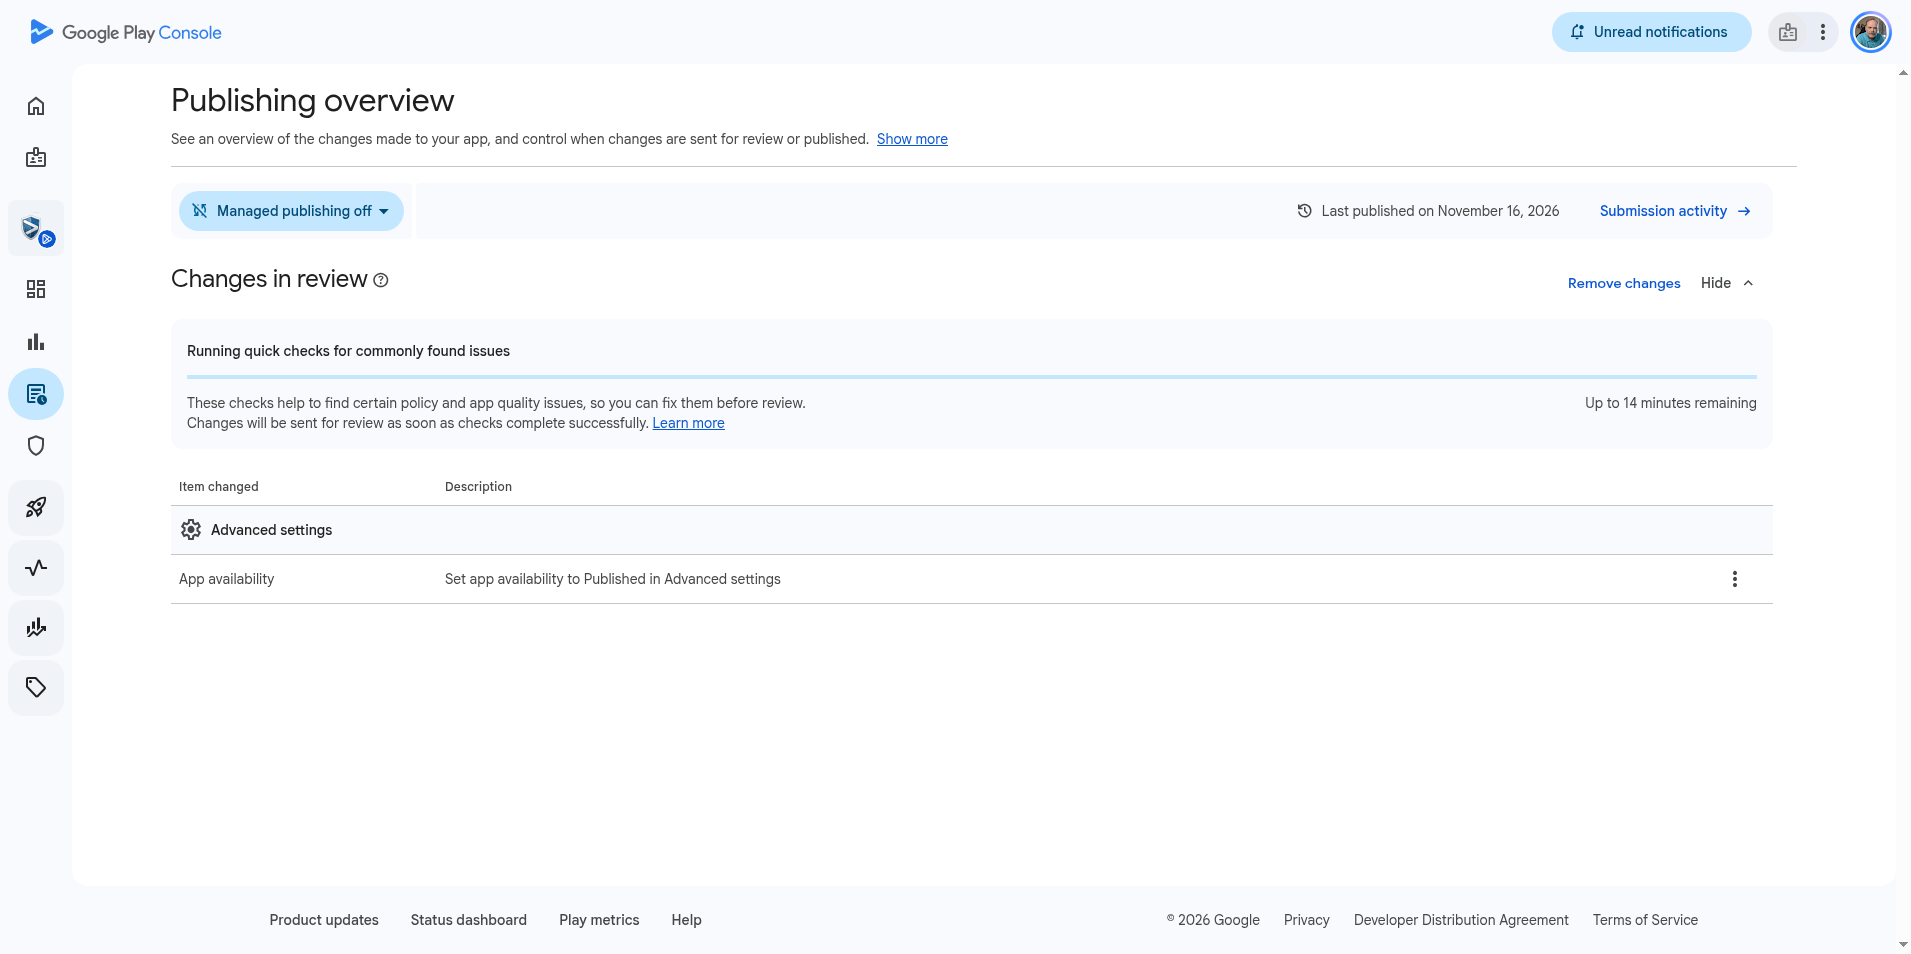 Google Play Console
Unread notifications
Publishing overview
See an overview of the changes made to your app, and control when changes are sent for review or published. Show more
Managed publishing off
Last published on November 16, 2026
Submission activity
Changes in review
Remove changes
Hide
Running quick checks for commonly found issues
These checks help to find certain policy and app quality issues, so you can fix them before review.
Up to 14 minutes remaining
Changes will be sent for review as soon as checks complete successfully. Learn more
Item changed
Description
Advanced settings
App availability
Set app availability to Published in Advanced settings
Product updates
Status dashboard
Play metrics
Help
© 2026 Google
Privacy
Developer Distribution Agreement
Terms of Service